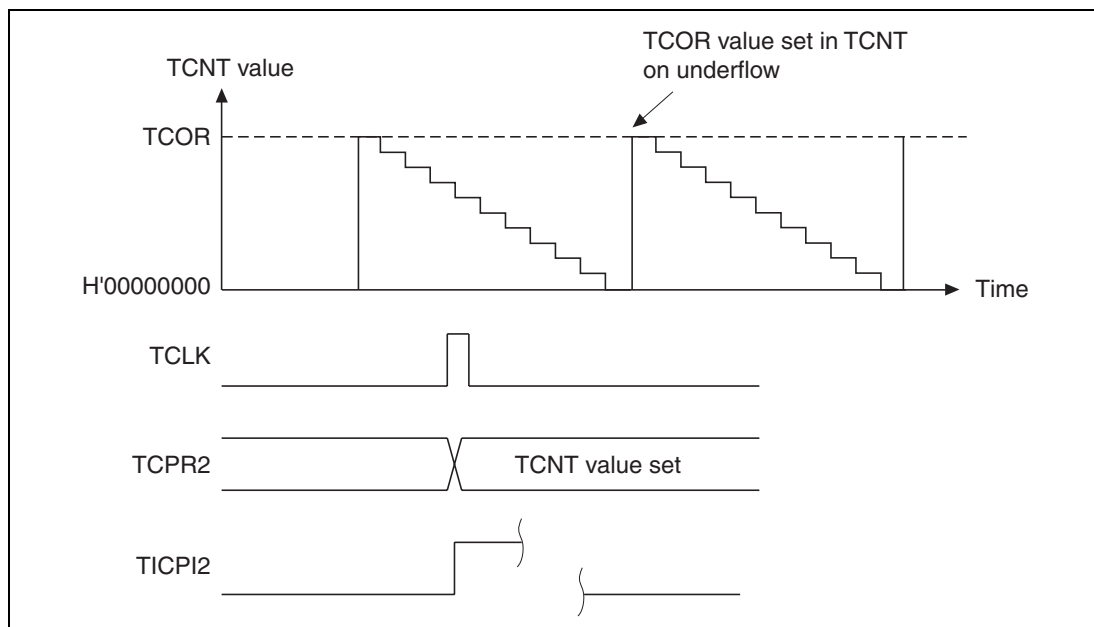 TCOR value set in TCNT
on underflow
TCNT value
TCOR
H'00000000
Time
TCLK
TCPR2
TCNT value set
TICPI2